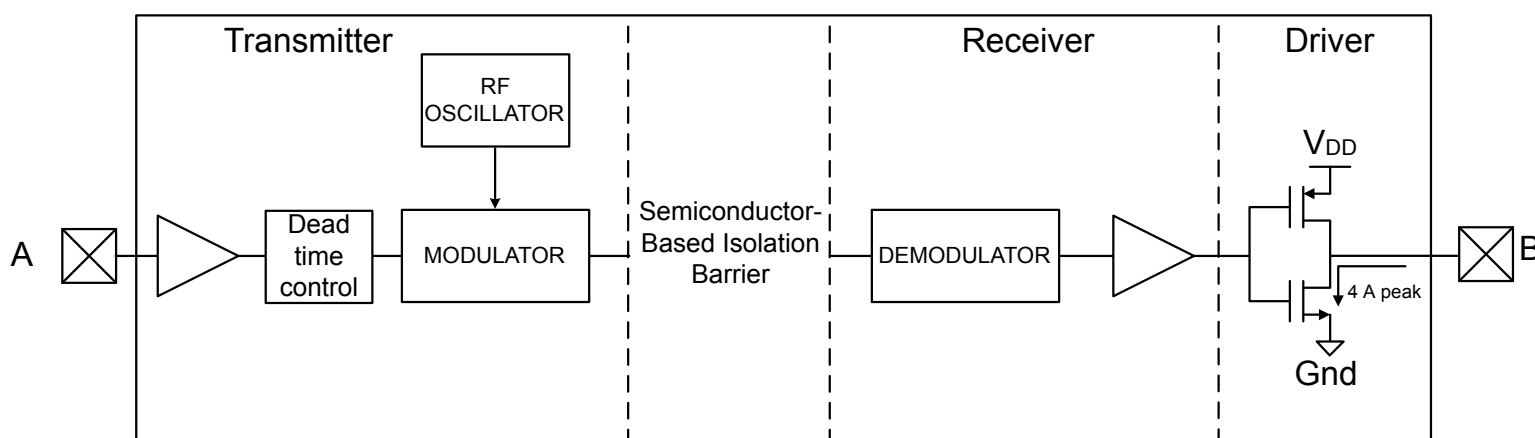 Transmitter
Receiver
Driver
RF
OSCILLATOR
VDD
A
Dead
time
control
MODULATOR
Semiconductor-
Based Isolation
Barrier
DEMODULATOR
B
4 A peak
Gnd